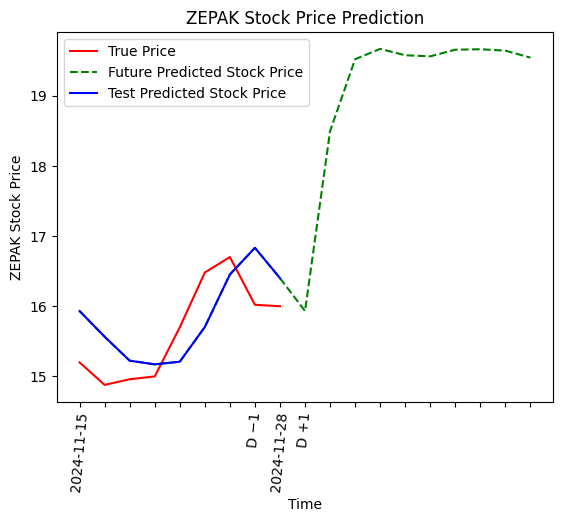 ZEPAK Stock Price Prediction
True Price
Future Predicted Stock Price
Test Predicted Stock Price
ZEPAK Stock Price
19
18
17
16
15
2024-11-15
D −1
2024-11-28
D +1
Time